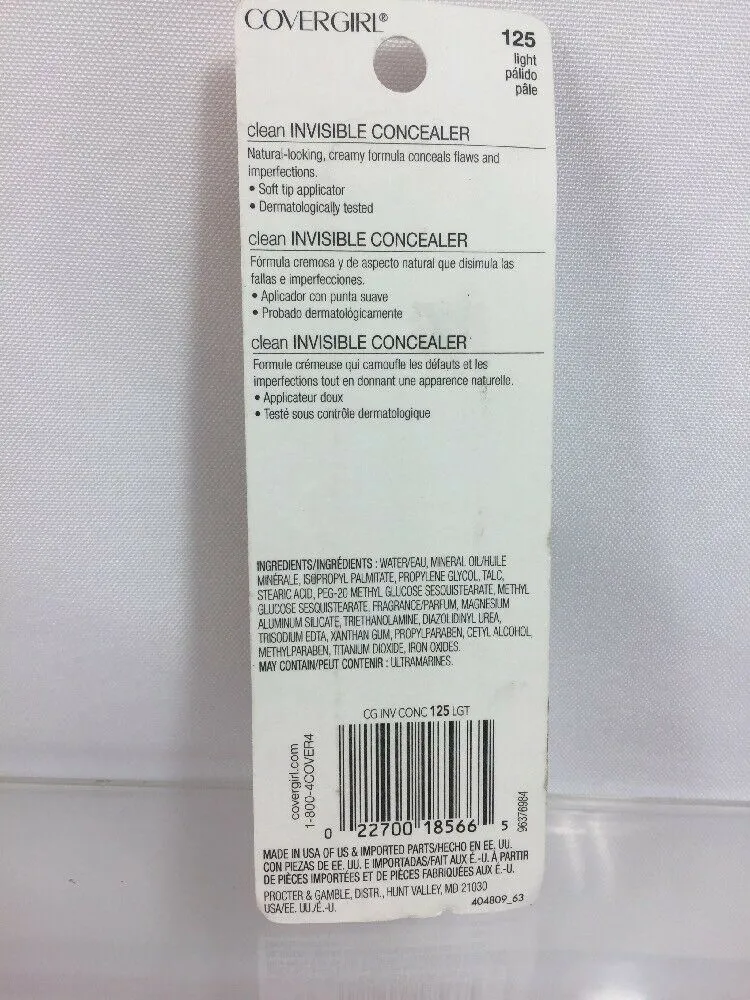 COVERGIRL®
125
light
pálido
pâle
clean INVISIBLE CONCEALER
Natural-looking, creamy formula conceals flaws and
imperfections.
• Soft tip applicator
• Dermatologically tested
clean INVISIBLE CONCEALER
Fórmula cremosa y de aspecto natural que disimula las
fallas e imperfecciones.
• Aplicador con punta suave
• Probado dermatológicamente
clean INVISIBLE CONCEALER
Formule crémeuse qui camoufle les défauts et les
imperfections tout en donnant une apparence naturelle.
• Applicateur doux
• Testé sous contrôle dermatologique
INGREDIENTS/INGRÉDIENTS : WATER/EAU, MINERAL OIL/HUILE
MINÉRALE, ISOPROPYL PALMITATE, PROPYLENE GLYCOL, TALC,
STEARIC ACID, PEG-20 METHYL GLUCOSE SESQUISTEARATE, METHYL
GLUCOSE SESQUISTEARATE, FRAGRANCE/PARFUM, MAGNESIUM
ALUMINUM SILICATE, TRIETHANOLAMINE, DIAZOLIDINYL UREA,
TRISODIUM EDTA, XANTHAN GUM, PROPYLPARABEN, CETYL ALCOHOL,
METHYLPARABEN, TITANIUM DIOXIDE, IRON OXIDES.
MAY CONTAIN/PEUT CONTENIR : ULTRAMARINES.
CG INV CONC 125 LGT
covergirl.com
1-800-4COVER4
0 22700 18566 5
96376984
MADE IN USA OF US & IMPORTED PARTS/HECHO EN EE. UU.
CON PIEZAS DE EE. UU. E IMPORTADAS/FAIT AUX É.-U. À PARTIR
DE PIÈCES IMPORTÉES ET DE PIÈCES FABRIQUÉES AUX É.-U.
PROCTER & GAMBLE, DISTR., HUNT VALLEY, MD 21030
USA/EE. UU./É.-U.
404809_63